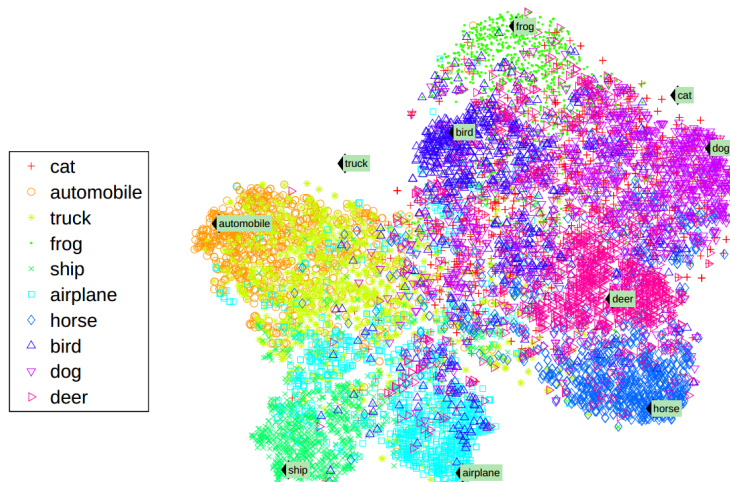 frog
cat
bird
dog
truck
automobile
deer
horse
ship
airplane
cat
automobile
truck
frog
ship
airplane
horse
bird
dog
deer